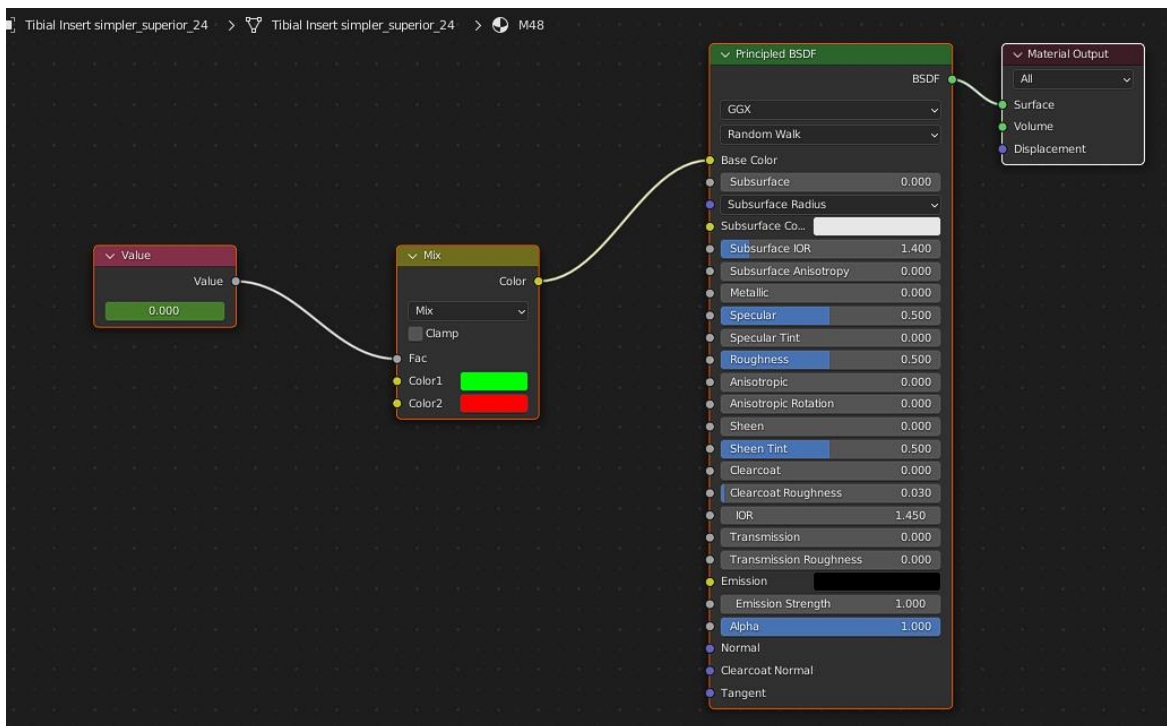 Tibial Insert simpler_superior_24 > Tibial Insert simpler_superior_24 > M48
Value
Value
0.000
Mix
Color
Mix
Clamp
Fac
Color1
Color2
Principled BSDF
BSDF
GGX
Random Walk
Base Color
Subsurface 0.000
Subsurface Radius
Subsurface Co...
Subsurface IOR 1.400
Subsurface Anisotropy 0.000
Metallic 0.000
Specular 0.500
Specular Tint 0.000
Roughness 0.500
Anisotropic 0.000
Anisotropic Rotation 0.000
Sheen 0.000
Sheen Tint 0.500
Clearcoat 0.000
Clearcoat Roughness 0.030
IOR 1.450
Transmission 0.000
Transmission Roughness 0.000
Emission
Emission Strength 1.000
Alpha 1.000
Normal
Clearcoat Normal
Tangent
Material Output
All
Surface
Volume
Displacement